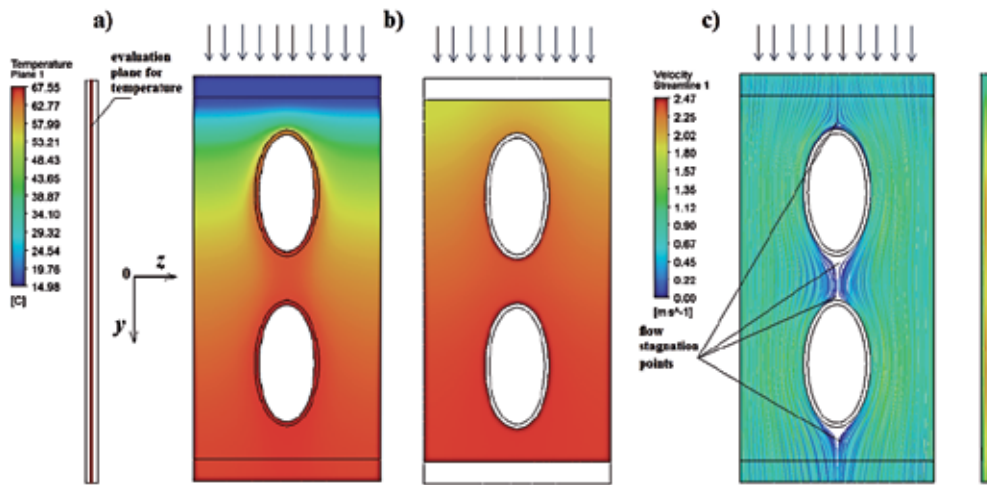 a)
b)
c)
Temperature
Plane 1
67.55
62.77
57.99
53.21
48.43
43.65
38.87
34.10
29.32
24.54
19.76
14.98
[C]
evaluation
plane for
temperature
0
z
y
Velocity
Streamline 1
2.47
2.25
2.02
1.80
1.57
1.35
1.12
0.90
0.67
0.45
0.22
0.00
[m s^-1]
flow
stagnation
points